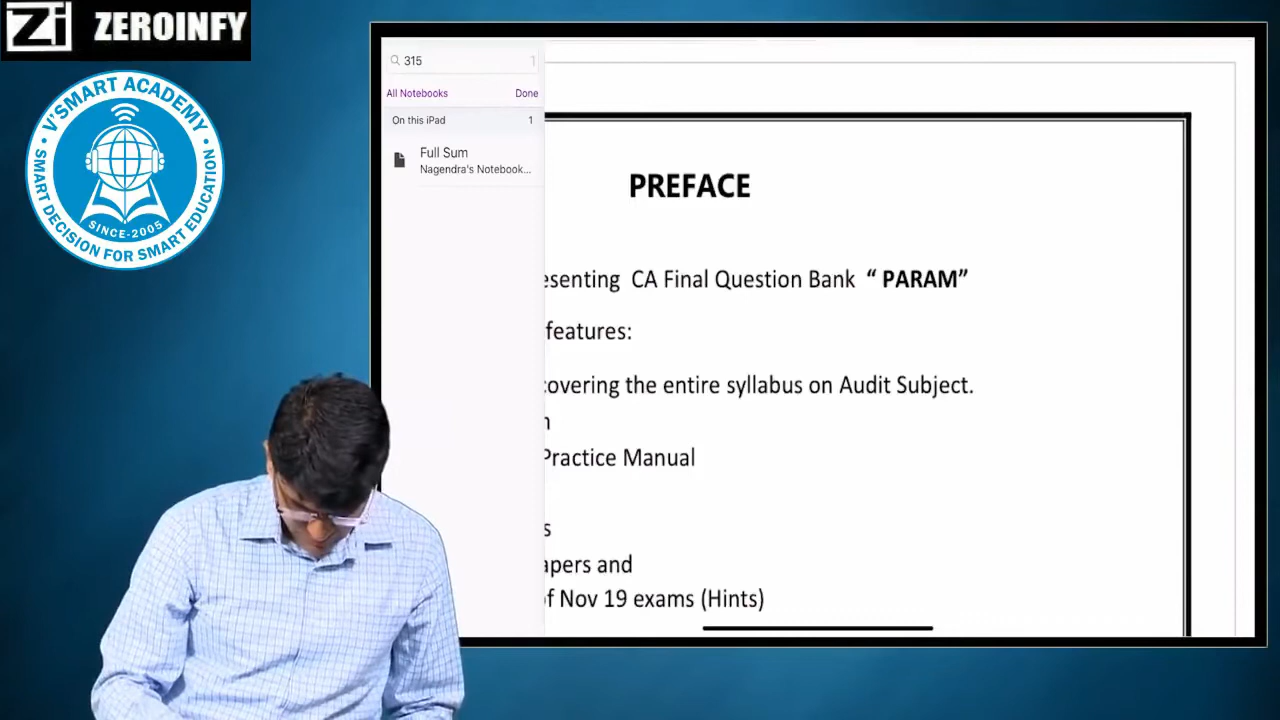 Zi ZEROINFY
V'SMART ACADEMY
SINCE-2005
SMART DECISION FOR SMART EDUCATION
315
All Notebooks Done
On this iPad 1
Full Sum
Nagendra's Notebook...
PREFACE
esenting CA Final Question Bank “ PARAM”
features:
covering the entire syllabus on Audit Subject.
n
Practice Manual
s
apers and
of Nov 19 exams (Hints)